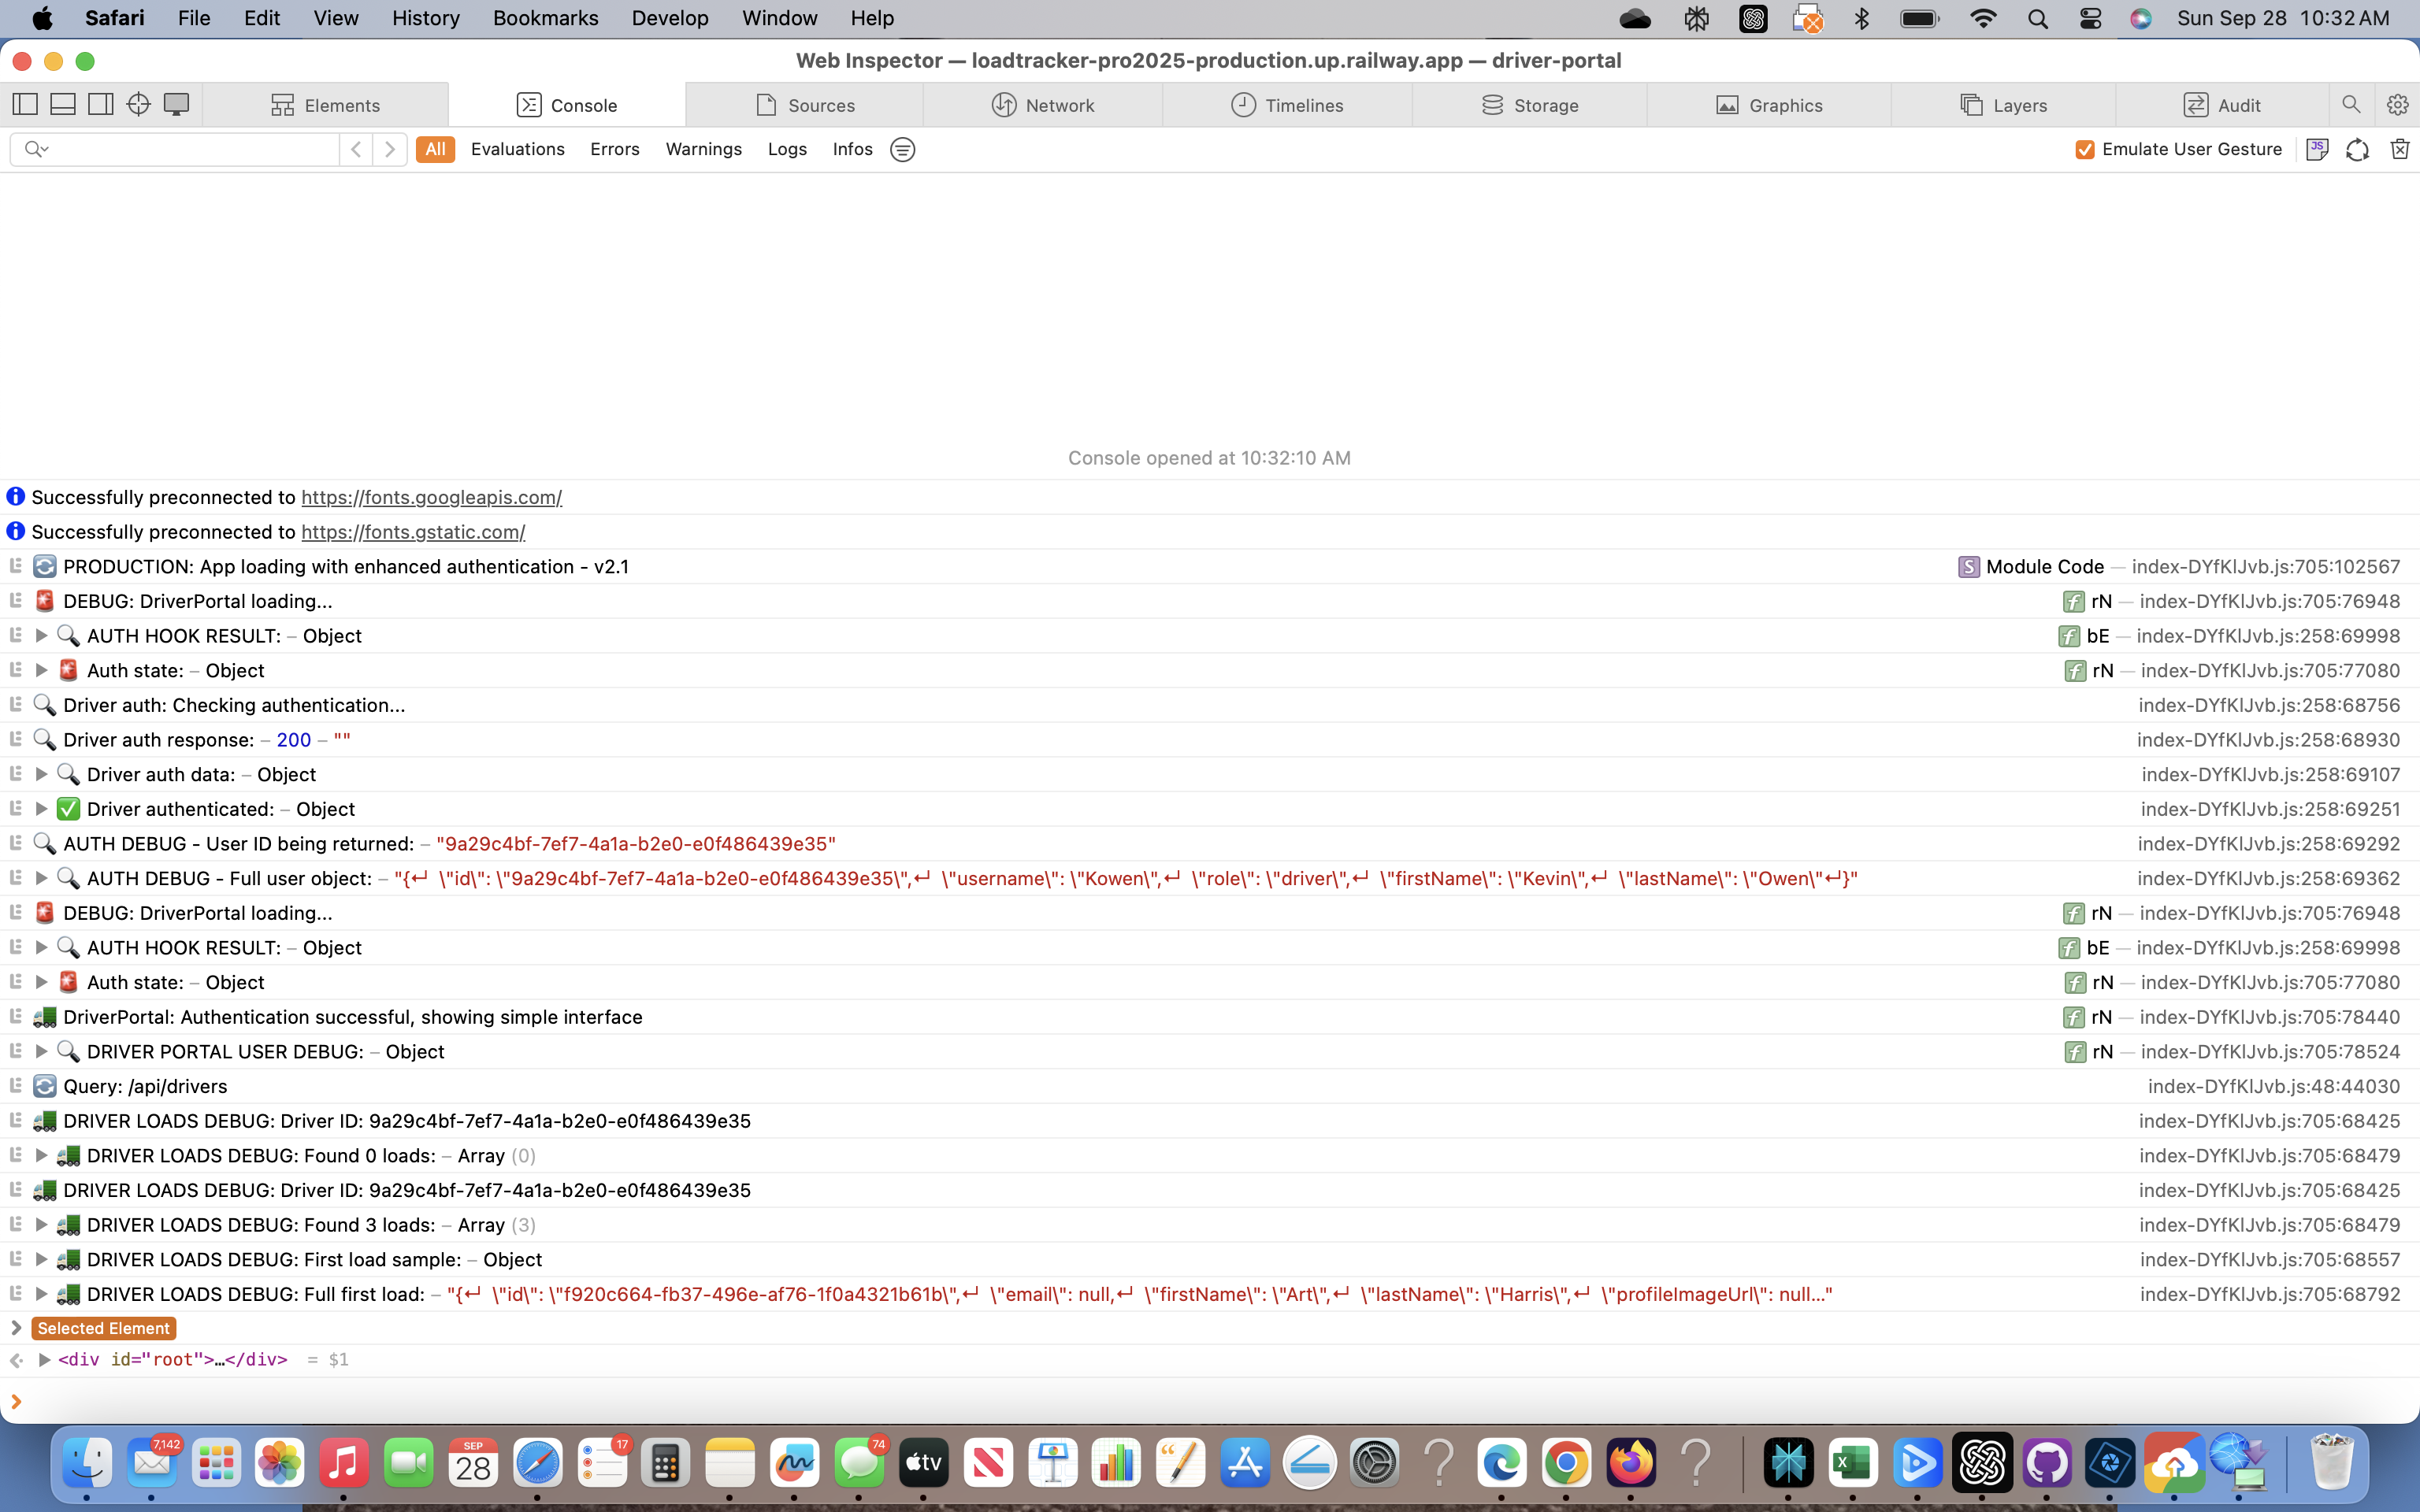 Safari File Edit View History Bookmarks Develop Window Help Sun Sep 28 10:32 AM
Web Inspector — loadtracker-pro2025-production.up.railway.app — driver-portal
Elements Console Sources Network Timelines Storage Graphics Layers Audit
All Evaluations Errors Warnings Logs Infos Emulate User Gesture JS
Console opened at 10:32:10 AM
Successfully preconnected to https://fonts.googleapis.com/
Successfully preconnected to https://fonts.gstatic.com/
PRODUCTION: App loading with enhanced authentication - v2.1 S Module Code — index-DYfKlJvb.js:705:102567
DEBUG: DriverPortal loading... f rN — index-DYfKlJvb.js:705:76948
AUTH HOOK RESULT: – Object f bE — index-DYfKlJvb.js:258:69998
Auth state: – Object f rN — index-DYfKlJvb.js:705:77080
Driver auth: Checking authentication... index-DYfKlJvb.js:258:68756
Driver auth response: – 200 – "" index-DYfKlJvb.js:258:68930
Driver auth data: – Object index-DYfKlJvb.js:258:69107
Driver authenticated: – Object index-DYfKlJvb.js:258:69251
AUTH DEBUG - User ID being returned: – "9a29c4bf-7ef7-4a1a-b2e0-e0f486439e35" index-DYfKlJvb.js:258:69292
AUTH DEBUG - Full user object: – "{↵ \"id\": \"9a29c4bf-7ef7-4a1a-b2e0-e0f486439e35\",↵ \"username\": \"Kowen\",↵ \"role\": \"driver\",↵ \"firstName\": \"Kevin\",↵ \"lastName\": \"Owen\"↵}" index-DYfKlJvb.js:258:69362
DEBUG: DriverPortal loading... f rN — index-DYfKlJvb.js:705:76948
AUTH HOOK RESULT: – Object f bE — index-DYfKlJvb.js:258:69998
Auth state: – Object f rN — index-DYfKlJvb.js:705:77080
DriverPortal: Authentication successful, showing simple interface f rN — index-DYfKlJvb.js:705:78440
DRIVER PORTAL USER DEBUG: – Object f rN — index-DYfKlJvb.js:705:78524
Query: /api/drivers index-DYfKlJvb.js:48:44030
DRIVER LOADS DEBUG: Driver ID: 9a29c4bf-7ef7-4a1a-b2e0-e0f486439e35 index-DYfKlJvb.js:705:68425
DRIVER LOADS DEBUG: Found 0 loads: – Array (0) index-DYfKlJvb.js:705:68479
DRIVER LOADS DEBUG: Driver ID: 9a29c4bf-7ef7-4a1a-b2e0-e0f486439e35 index-DYfKlJvb.js:705:68425
DRIVER LOADS DEBUG: Found 3 loads: – Array (3) index-DYfKlJvb.js:705:68479
DRIVER LOADS DEBUG: First load sample: – Object index-DYfKlJvb.js:705:68557
DRIVER LOADS DEBUG: Full first load: – "{↵ \"id\": \"f920c664-fb37-496e-af76-1f0a4321b61b\",↵ \"email\": null,↵ \"firstName\": \"Art\",↵ \"lastName\": \"Harris\",↵ \"profileImageUrl\": null…" index-DYfKlJvb.js:705:68792
Selected Element
<div id="root">…</div> = $1
7,142 SEP 28 17 74 tv X